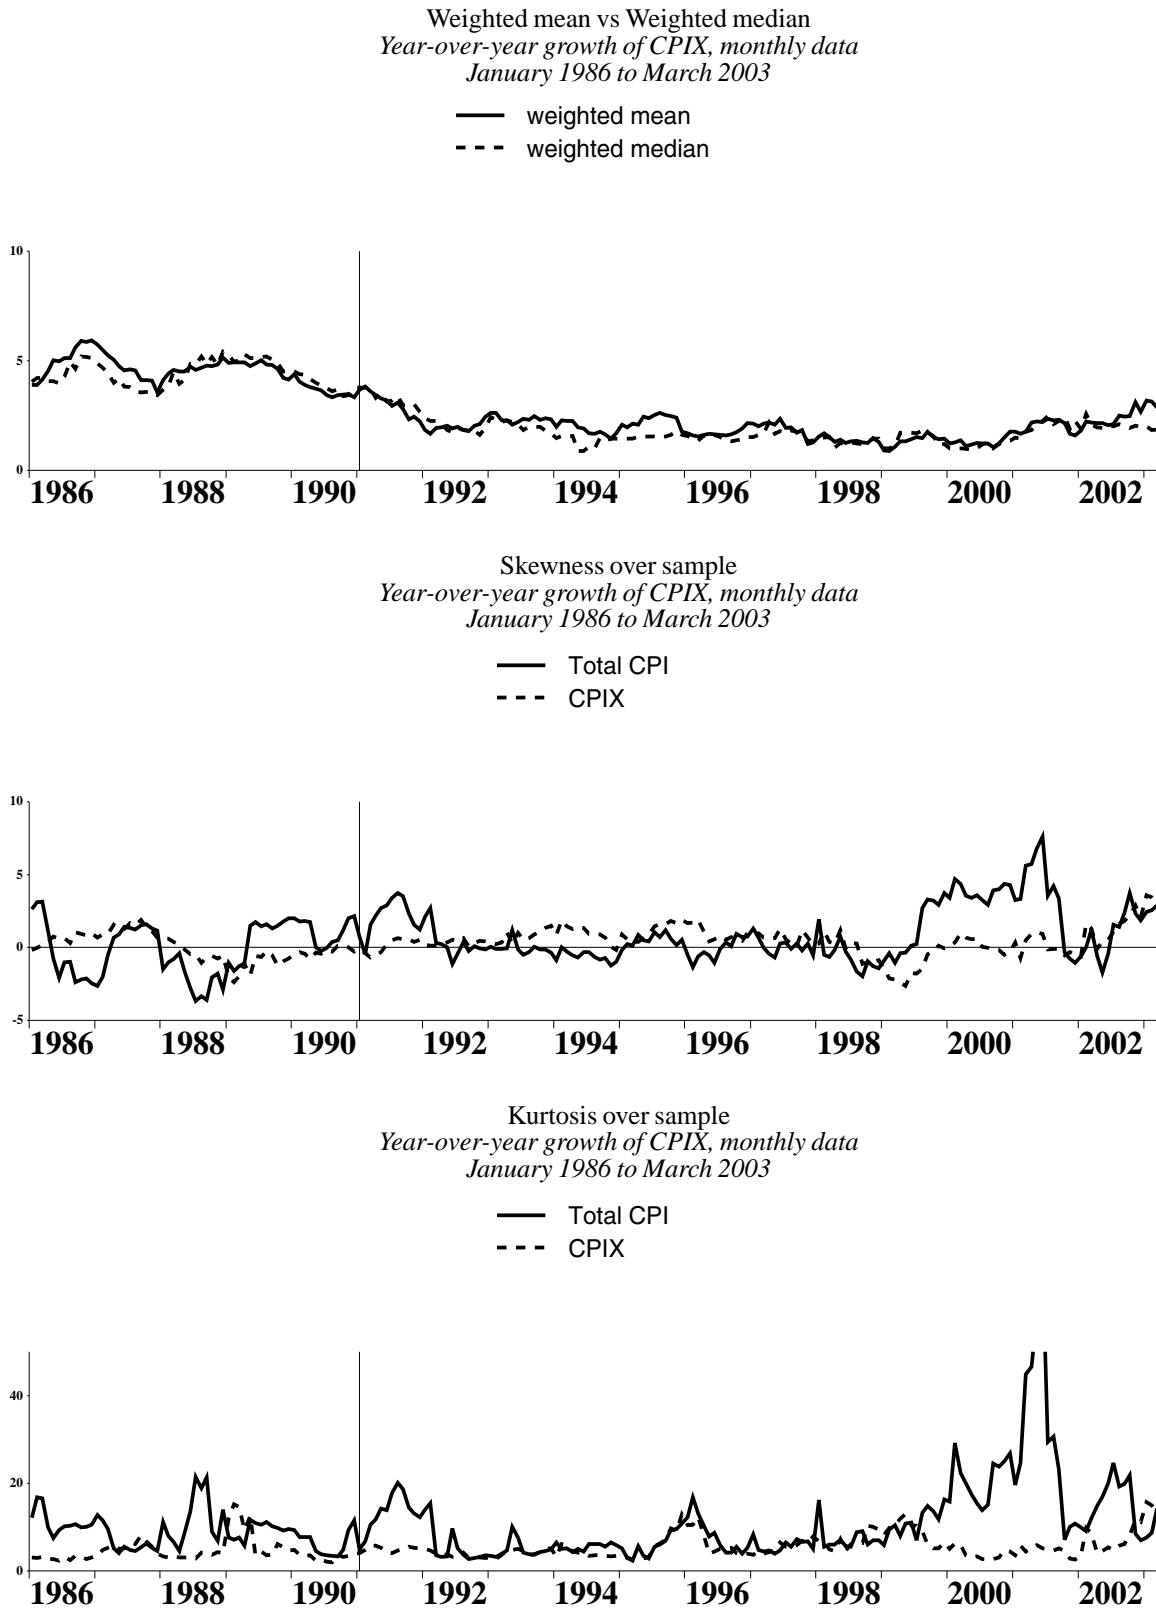 Weighted mean vs Weighted median
Year-over-year growth of CPIX, monthly data
January 1986 to March 2003
weighted mean
weighted median
10
5
0
1986 1988 1990 1992 1994 1996 1998 2000 2002
Skewness over sample
Year-over-year growth of CPIX, monthly data
January 1986 to March 2003
Total CPI
CPIX
10
5
0
-5
1986 1988 1990 1992 1994 1996 1998 2000 2002
Kurtosis over sample
Year-over-year growth of CPIX, monthly data
January 1986 to March 2003
Total CPI
CPIX
40
20
0
1986 1988 1990 1992 1994 1996 1998 2000 2002